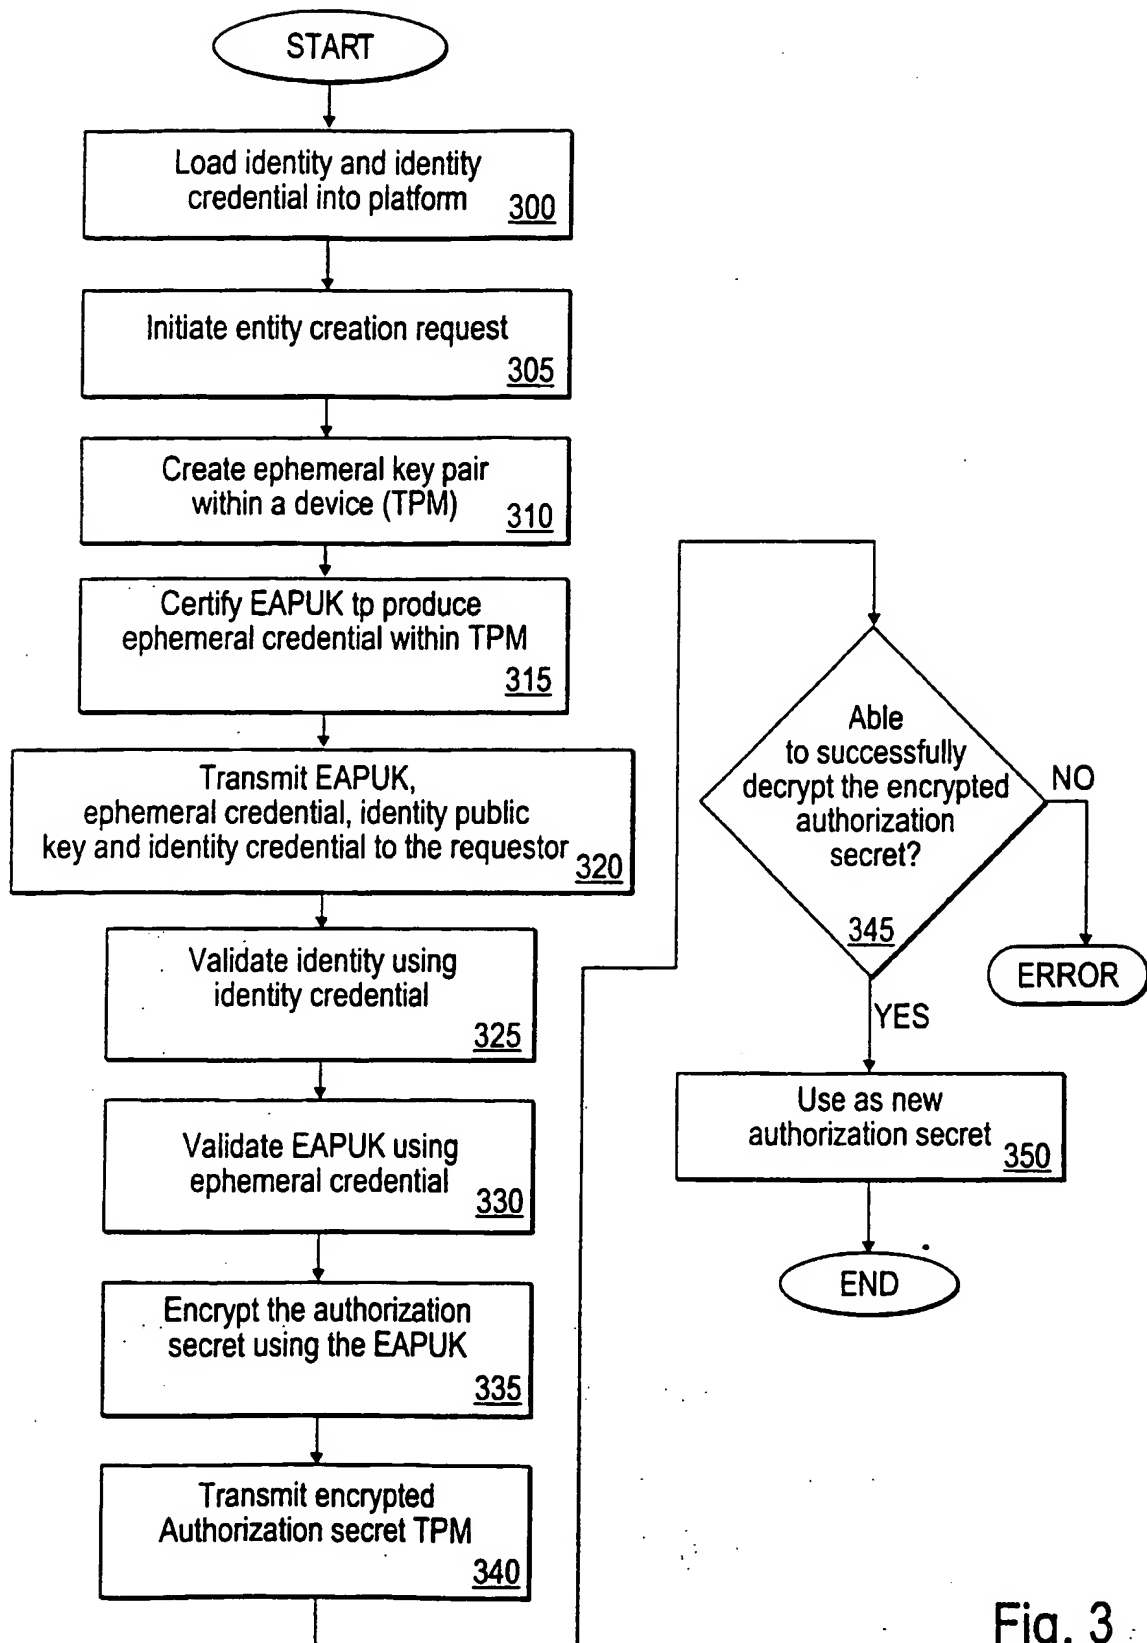 START
Load identity and identity
credential into platform
300
Initiate entity creation request
305
Create ephemeral key pair
within a device (TPM)
310
Certify EAPUK tp produce
ephemeral credential within TPM
315
Transmit EAPUK,
ephemeral credential, identity public
key and identity credential to the requestor
320
Validate identity using
identity credential
325
Validate EAPUK using
ephemeral credential
330
Encrypt the authorization
secret using the EAPUK
335
Transmit encrypted
Authorization secret TPM
340
Able
to successfully
decrypt the encrypted
authorization
secret?
345
NO
ERROR
YES
Use as new
authorization secret
350
END
Fig. 3